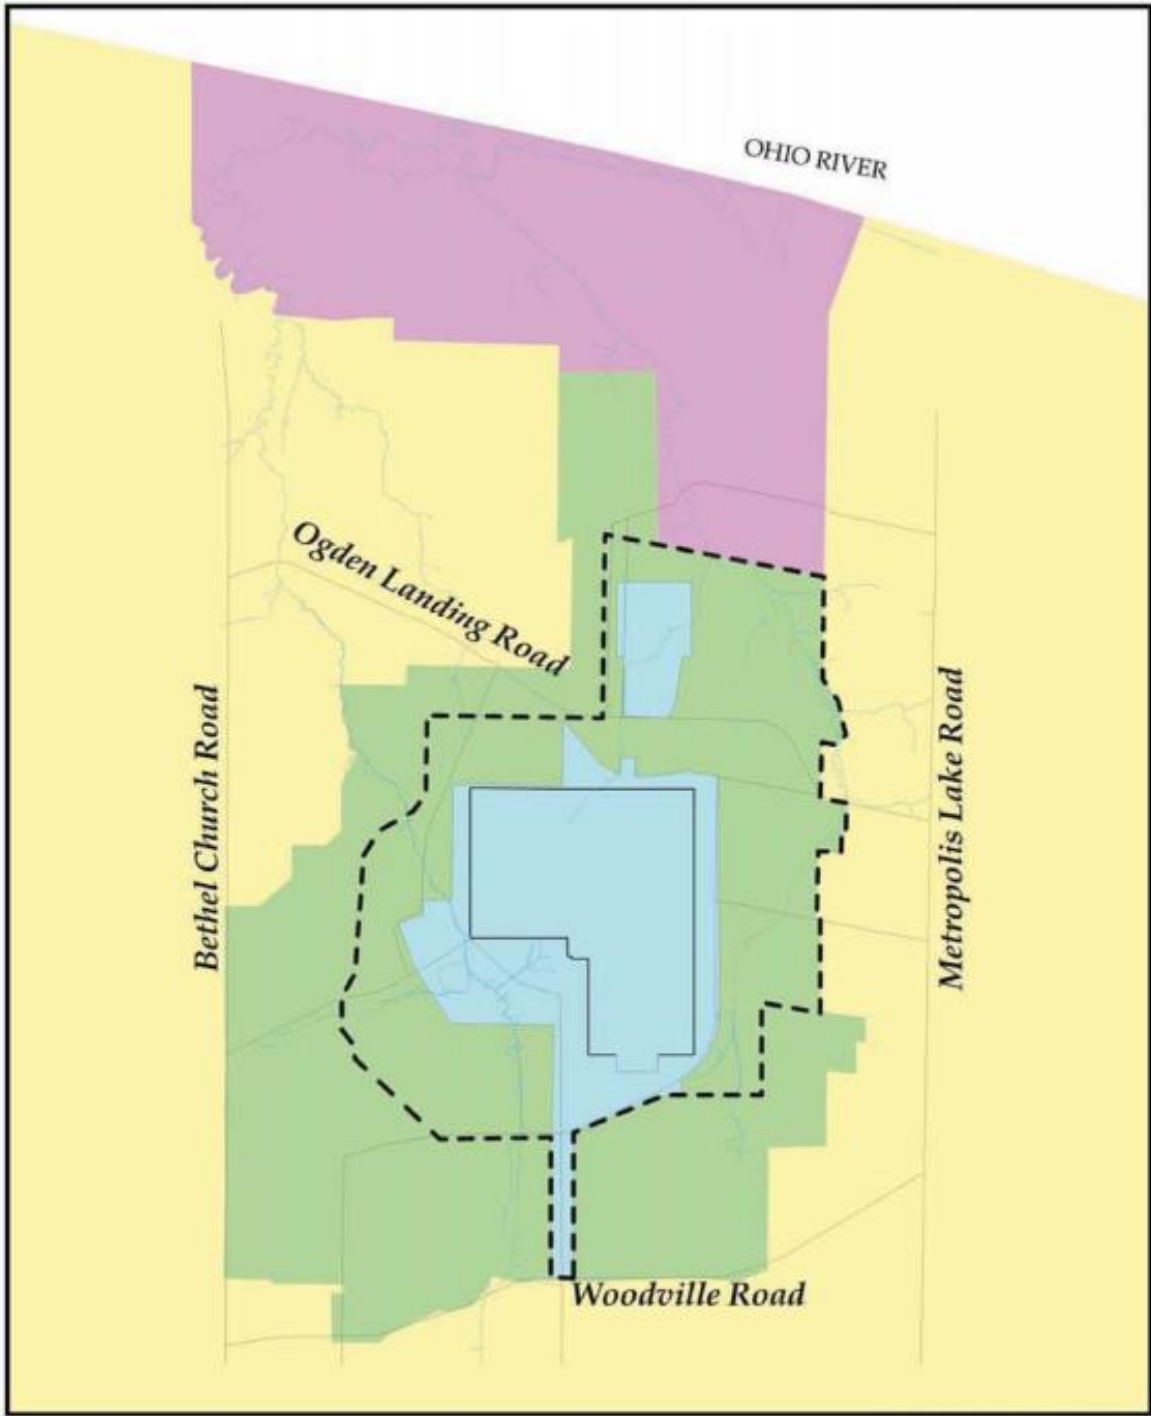 OHIO RIVER
Ogden Landing Road
Bethel Church Road
Metropolis Lake Road
Woodville Road